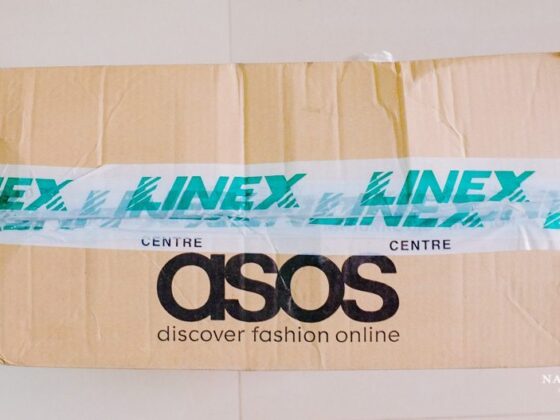 LINEX LINEX
CENTRE CENTRE
asos
discover fashion online